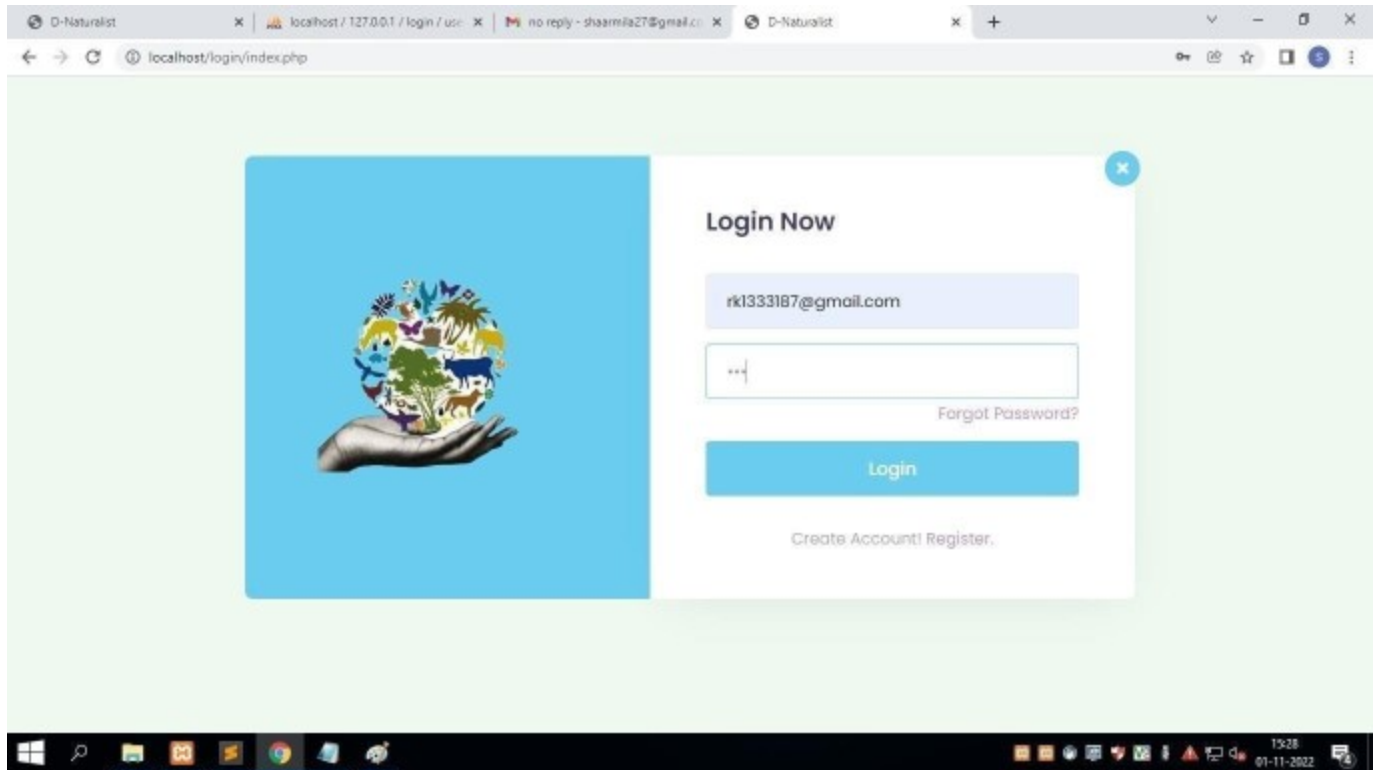 D-Naturalist
localhost / 127.0.0.1 / login / use
no reply - shaarmila27@gmail.co
D-Naturalist
localhost/login/index.php
S
Login Now
rk1333187@gmail.com
Forgot Password?
Login
Create Account! Register.
15:28
01-11-2022
4